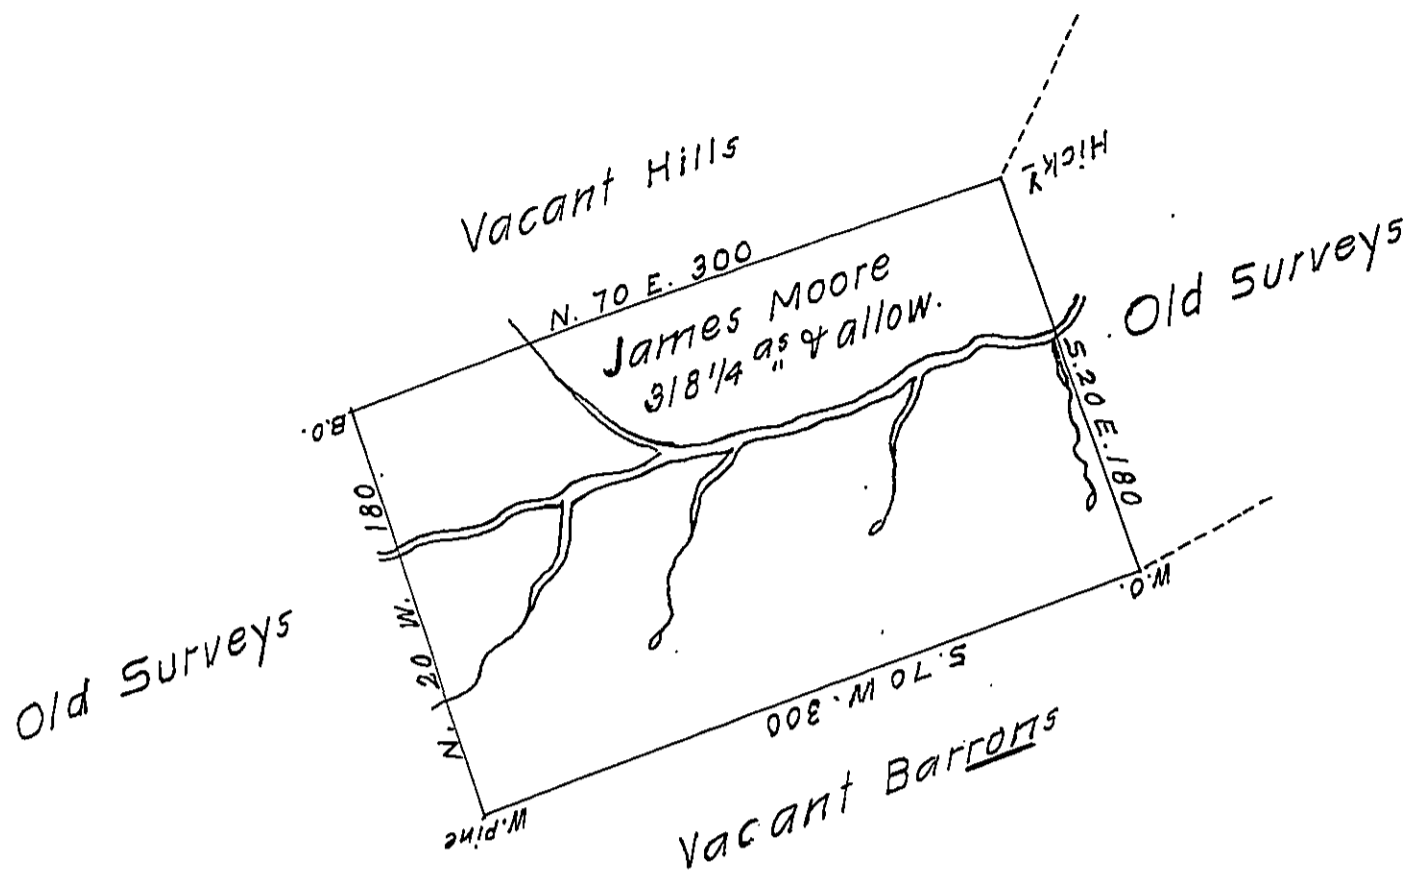 Vacant Hills
Hicky
N. 70 E. 300
James Moore
318 1/4 as " & allow.
Old Surveys
B.O.
N. 20 W. 180
S. 20 E. 180
Old Surveys
W.O.
S. 70 W. 300
W. pine
Vacant Barrons